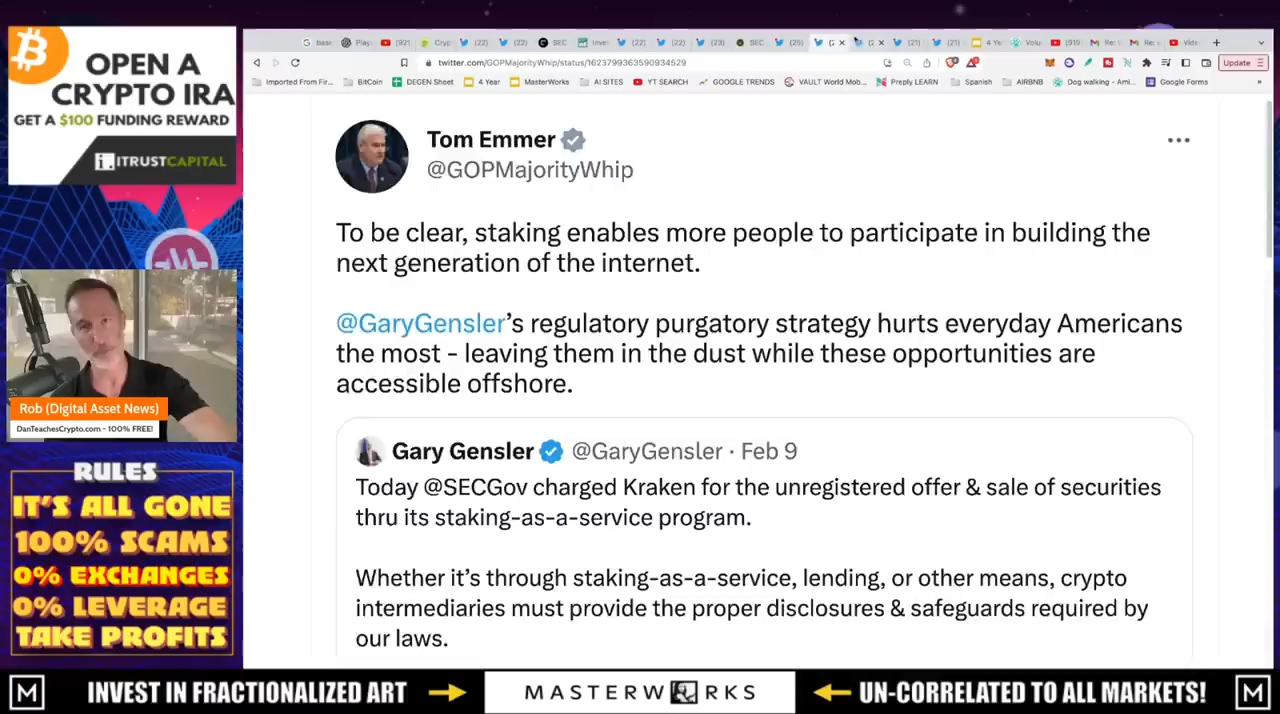 OPEN A
CRYPTO IRA
GET A $100 FUNDING REWARD
ITRUSTCAPITAL
Rob (Digital Asset News)
DanTeachesCrypto.com - 100% FREE!
RULES
IT'S ALL GONE
100% SCAMS
0% EXCHANGES
0% LEVERAGE
TAKE PROFITS
twitter.com/GOPMajorityWhip/status/1623799363590934529
Update
Imported From Fir... BitCoin DEGEN Sheet 4 Year MasterWorks AI SITES YT SEARCH GOOGLE TRENDS VAULT World Mob... Preply LEARN Spanish AIRBNB Dog walking - Ami... Google Forms
Tom Emmer
@GOPMajorityWhip
To be clear, staking enables more people to participate in building the
next generation of the internet.
@GaryGensler’s regulatory purgatory strategy hurts everyday Americans
the most - leaving them in the dust while these opportunities are
accessible offshore.
Gary Gensler @GaryGensler · Feb 9
Today @SECGov charged Kraken for the unregistered offer & sale of securities
thru its staking-as-a-service program.
Whether it’s through staking-as-a-service, lending, or other means, crypto
intermediaries must provide the proper disclosures & safeguards required by
our laws.
M INVEST IN FRACTIONALIZED ART MASTERWORKS UN-CORRELATED TO ALL MARKETS! M